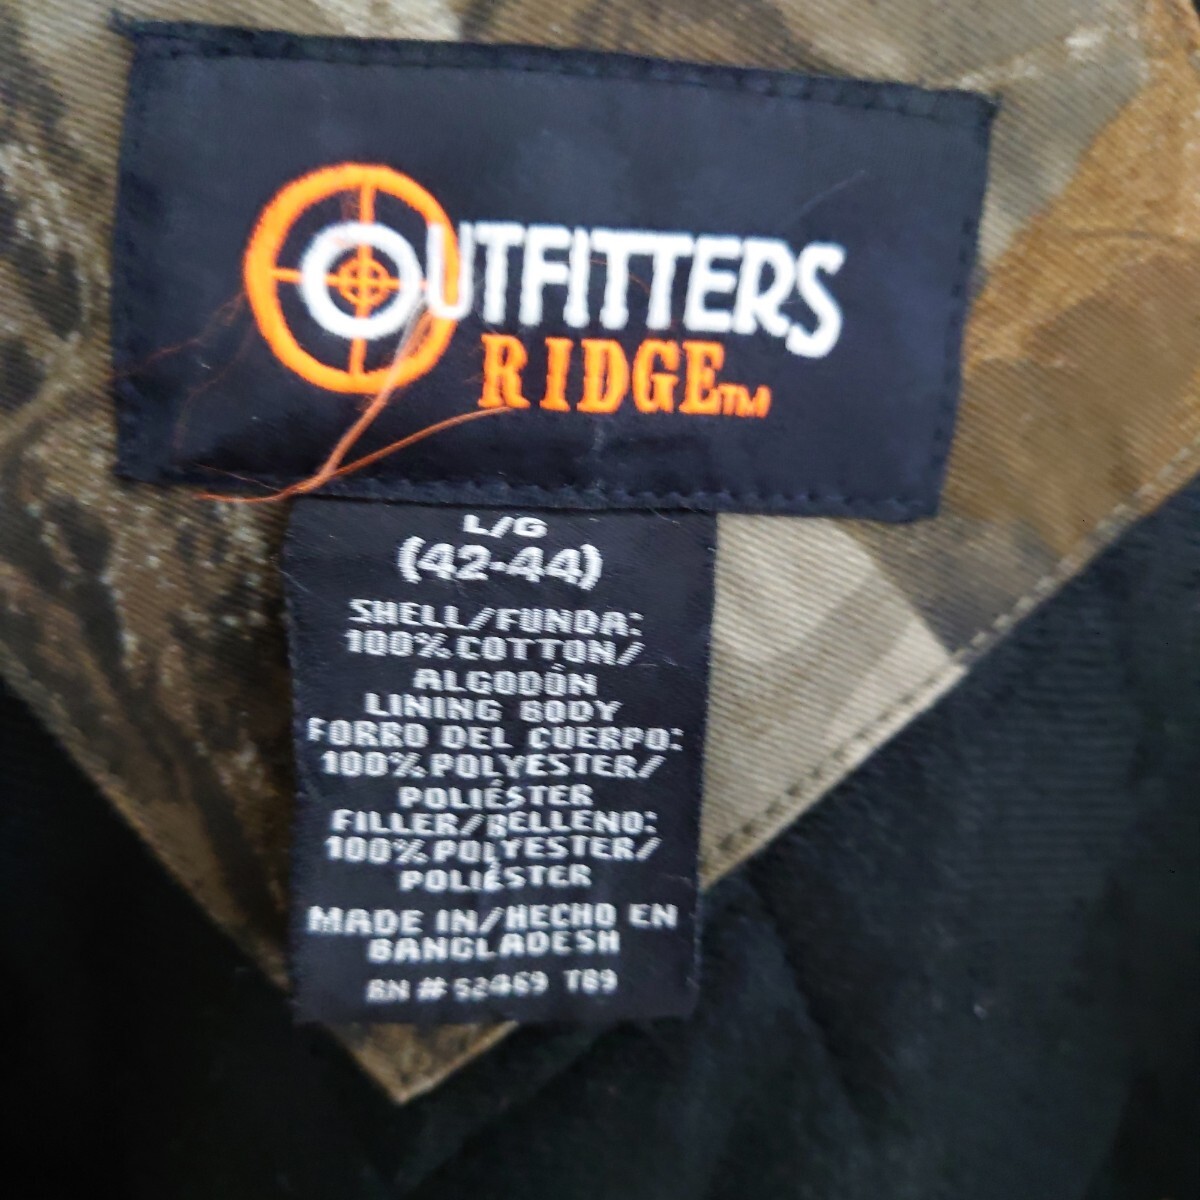 OUTFITTERS
RIDGE™
L/G
(42-44)
SHELL/FUNDA:
100% COTTON/
ALGODÓN
LINING BODY
FORRO DEL CUERPO:
100% POLYESTER/
POLIÉSTER
FILLER/RELLENO:
100% POLYESTER/
POLIÉSTER
MADE IN/HECHO EN
BANGLADESH
RN # 52469 T89